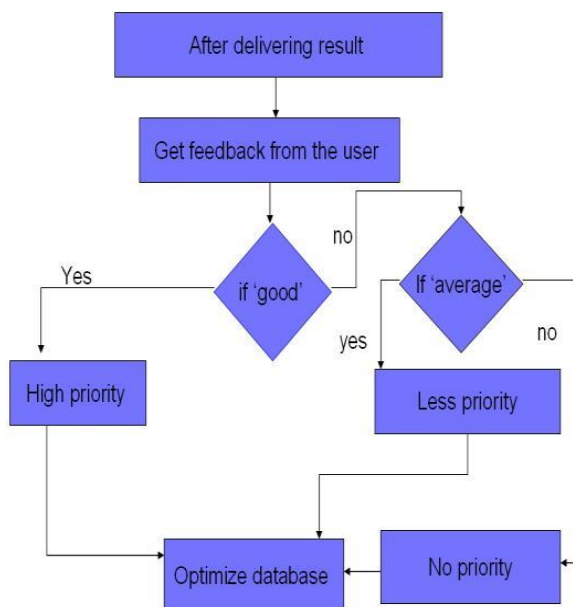 After delivering result
Get feedback from the user
no
Yes
if ‘good’
If ‘average’
yes
no
High priority
Less priority
Optimize database
No priority